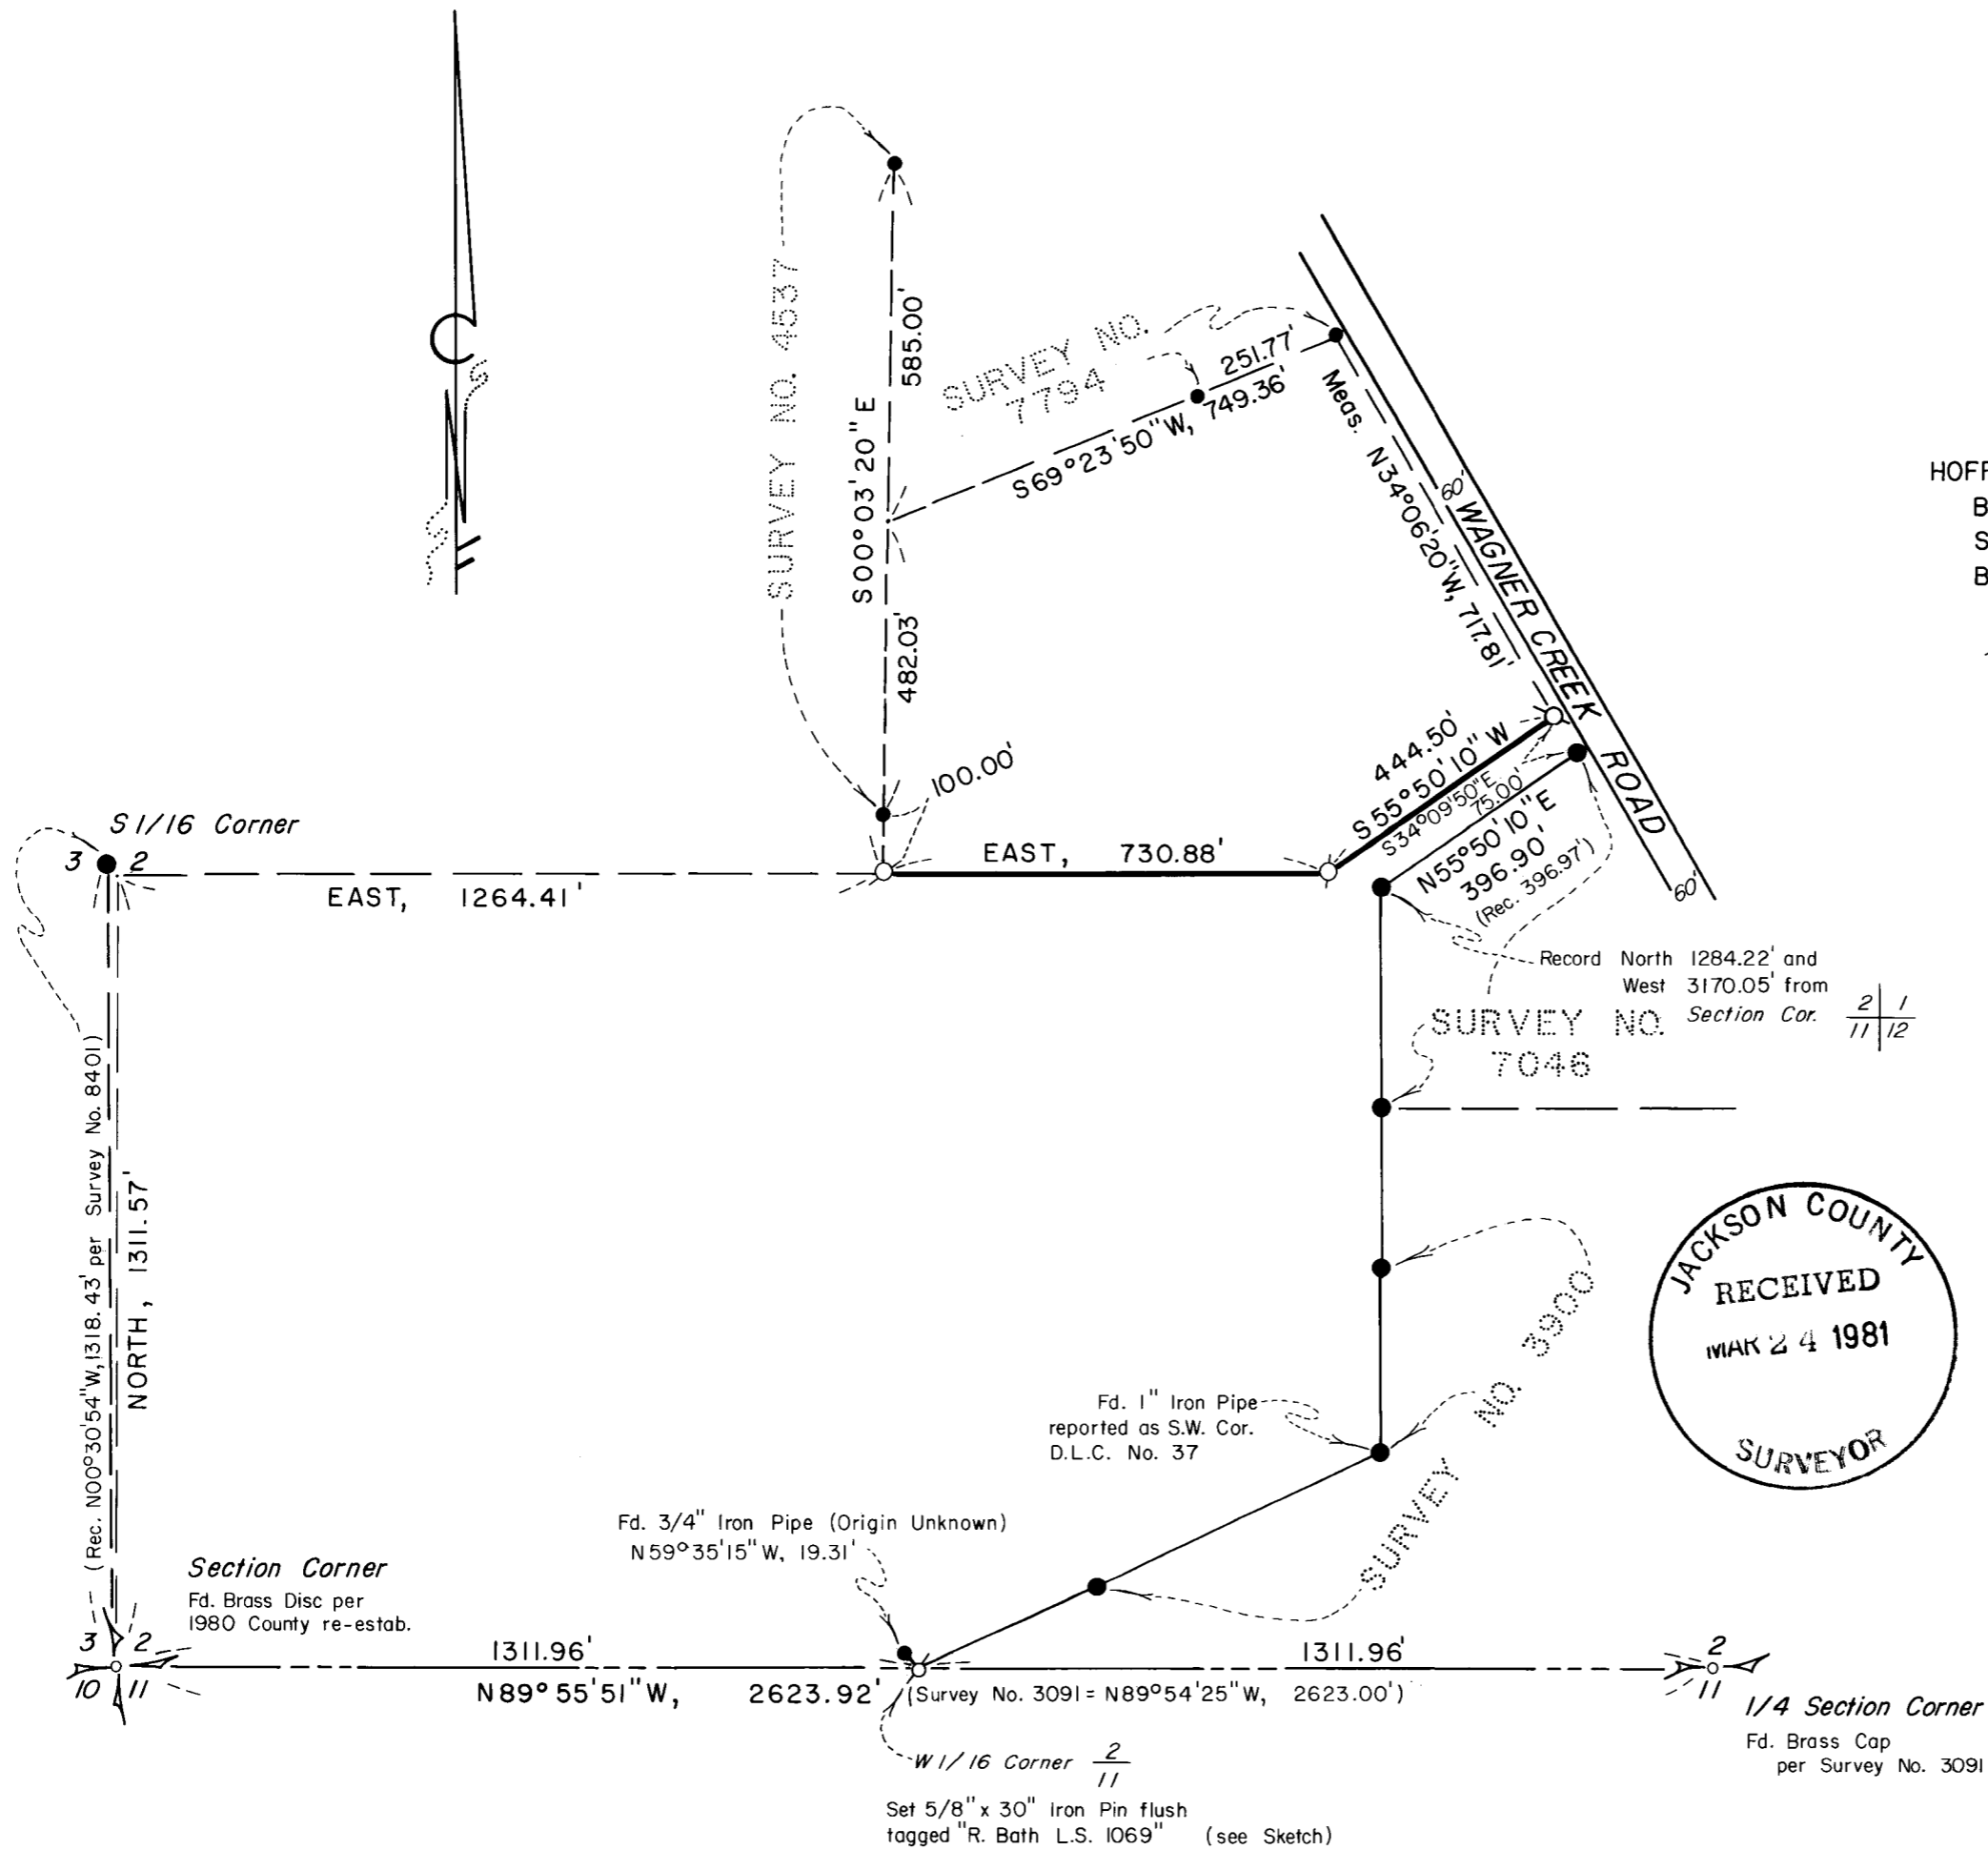 SURVEY NO. 4537
585.00'
S00°03'20"E
482.03'
SURVEY NO.
7794
251.77'
S69°23'50"W, 749.36'
Meas. N34°06'20"W, 717.81'
60'
WAGNER CREEK ROAD
60'
HOFF
B
S
B
100.00'
444.50'
S55°50'10"W
S34°09'50"E
75.00'
N55°50'10"E
396.90'
(Rec. 396.97')
S 1/16 Corner
3 2
EAST, 1264.41'
EAST, 730.88'
Record North 1284.22' and
West 3170.05' from
Section Cor.
2 1
11 12
SURVEY NO.
7046
(Rec. N00°30'54"W, 1318.43' per Survey No. 8401)
NORTH, 1311.57'
JACKSON COUNTY
RECEIVED
MAR 24 1981
SURVEYOR
SURVEY NO. 3900
Fd. 1" Iron Pipe
reported as S.W. Cor.
D.L.C. No. 37
Fd. 3/4" Iron Pipe (Origin Unknown)
N59°35'15"W, 19.31'
Section Corner
Fd. Brass Disc per
1980 County re-estab.
3 2
10 11
1311.96'
1311.96'
N89°55'51"W, 2623.92'
(Survey No. 3091 = N89°54'25"W, 2623.00')
2
11
1/4 Section Corner
Fd. Brass Cap
per Survey No. 3091
W 1/16 Corner
2
11
Set 5/8" x 30" Iron Pin flush
tagged "R. Bath L.S. 1069" (see Sketch)